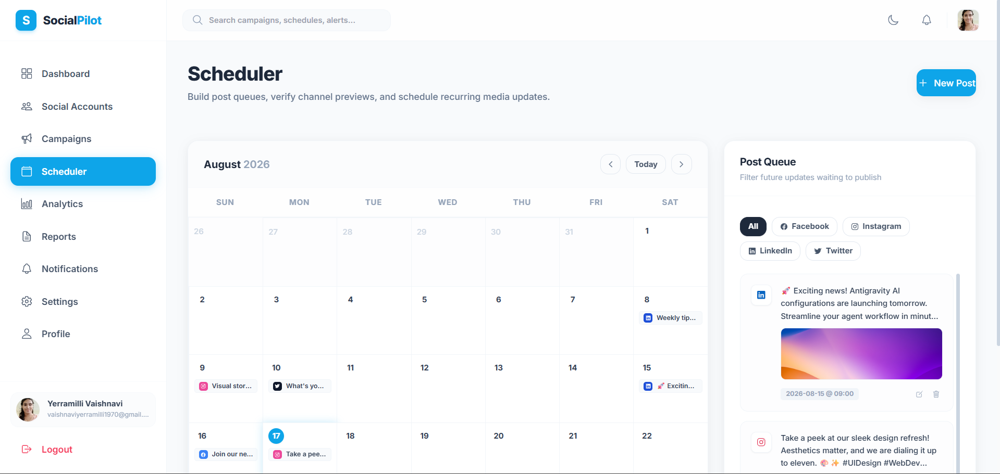 S SocialPilot
Search campaigns, schedules, alerts...
Dashboard
Social Accounts
Campaigns
Scheduler
Analytics
Reports
Notifications
Settings
Profile
Yerramilli Vaishnavi
vaishnaviyerramilli1970@gmail....
Logout
Scheduler
Build post queues, verify channel previews, and schedule recurring media updates.
+ New Post
August 2026
Today
SUN MON TUE WED THU FRI SAT
26 27 28 29 30 31 1
2 3 4 5 6 7 8
Weekly tip...
9 10 11 12 13 14 15
Visual stor... What's yo... 🚀 Excitin...
16 17 18 19 20 21 22
Join our ne... Take a pee...
Post Queue
Filter future updates waiting to publish
All Facebook Instagram
LinkedIn Twitter
🚀 Exciting news! Antigravity AI
configurations are launching tomorrow.
Streamline your agent workflow in minut...
2026-08-15 @ 09:00
Take a peek at our sleek design refresh!
Aesthetics matter, and we are dialing it up
to eleven. 🎨 ✨ #UIDesign #WebDev...